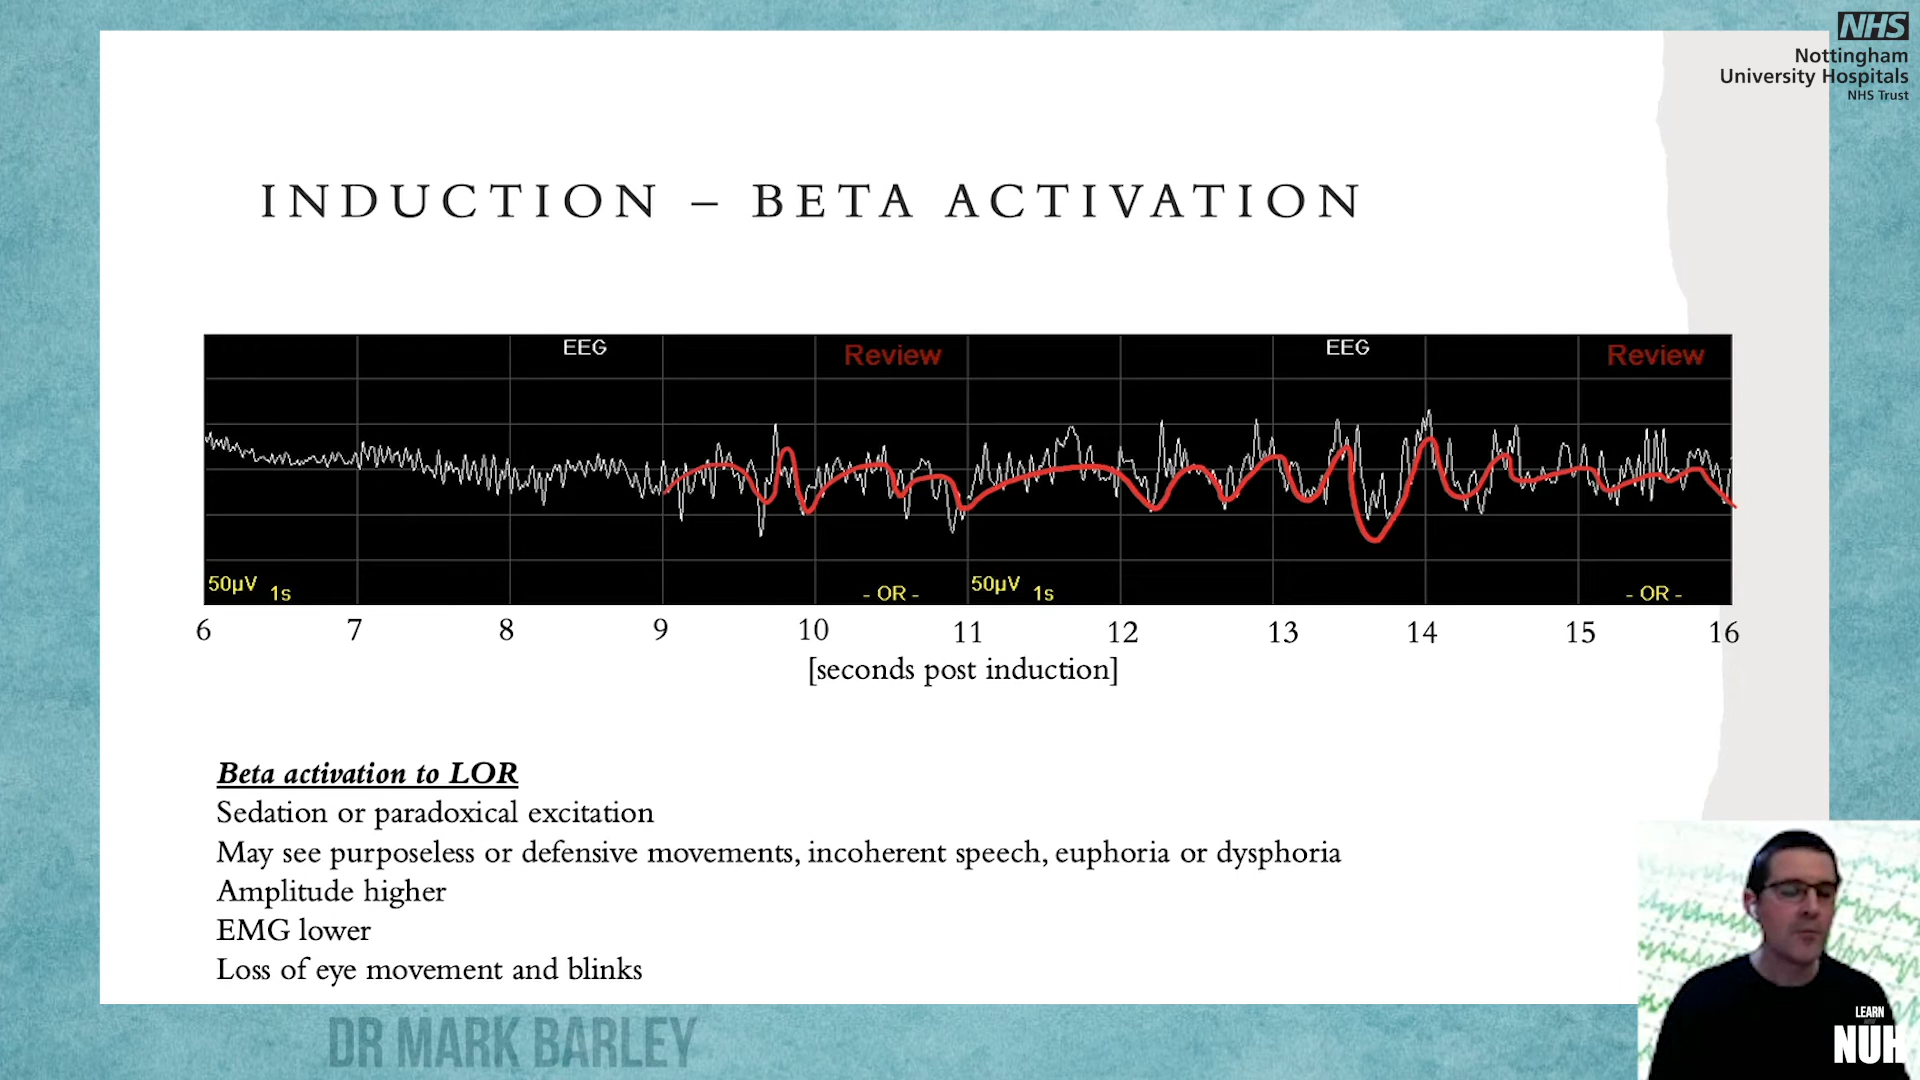 NHS
Nottingham
University Hospitals
NHS Trust
INDUCTION – BETA ACTIVATION
EEG
Review
EEG
Review
50µV 1s
- OR -
50µV 1s
- OR -
6 7 8 9 10 11 12 13 14 15 16
[seconds post induction]
Beta activation to LOR
Sedation or paradoxical excitation
May see purposeless or defensive movements, incoherent speech, euphoria or dysphoria
Amplitude higher
EMG lower
Loss of eye movement and blinks
DR MARK BARLEY
LEARN
NUH